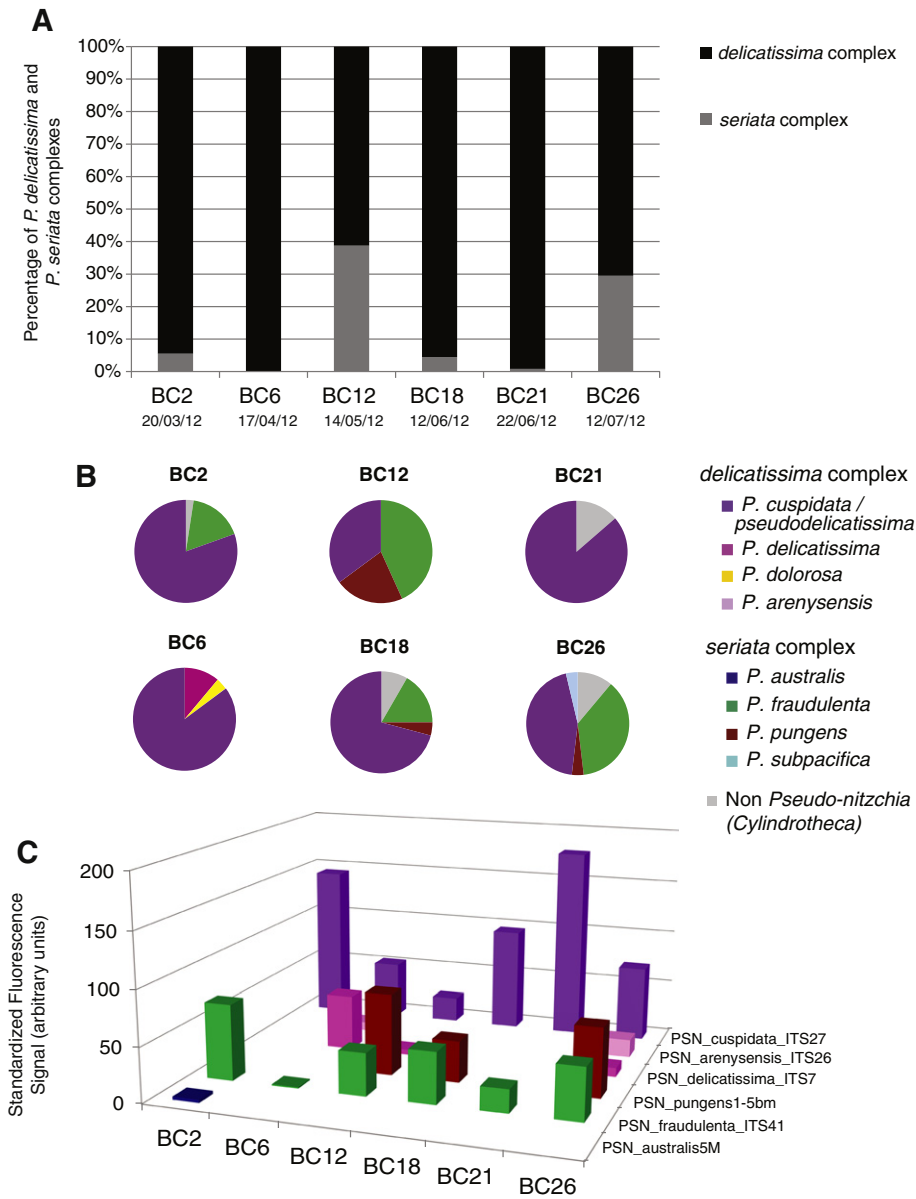 A
100%
90%
80%
70%
60%
50%
40%
30%
20%
10%
0%
Percentage of P. delicatissima and
P. seriata complexes
BC2 BC6 BC12 BC18 BC21 BC26
20/03/12 17/04/12 14/05/12 12/06/12 22/06/12 12/07/12
delicatissima complex
seriata complex
B
BC2 BC12 BC21
BC6 BC18 BC26
delicatissima complex
P. cuspidata /
pseudodelicatissima
P. delicatissima
P. dolorosa
P. arenysensis
seriata complex
P. australis
P. fraudulenta
P. pungens
P. subpacifica
Non Pseudo-nitzchia
(Cylindrotheca)
C
200
150
100
50
0
Standardized Fluorescence
Signal (arbitrary units)
BC2
BC6
BC12
BC18
BC21
BC26
PSN_cuspidata_ITS27
PSN_arenysensis_ITS26
PSN_delicatissima_ITS7
PSN_pungens1-5bm
PSN_fraudulenta_ITS41
PSN_australis5M